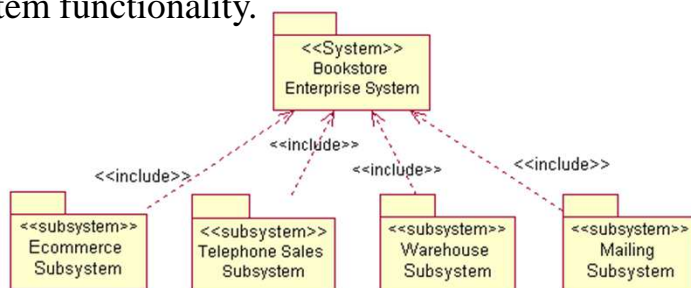 tem functionality.
<<System>>
Bookstore
Enterprise System
<<include>>
<<include>>
<<include>>
<<include>>
<<subsystem>>
Ecommerce
Subsystem
<<subsystem>>
Telephone Sales
Subsystem
<<subsystem>>
Warehouse
Subsystem
<<subsystem>>
Mailing
Subsystem